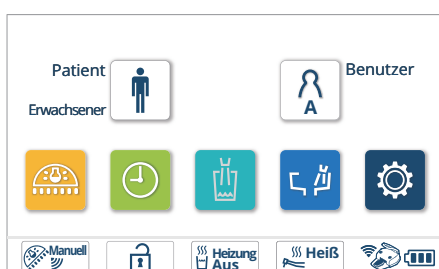 Patient
Benutzer
Erwachsener
A
Manuell
Heizung
Aus
Heiß